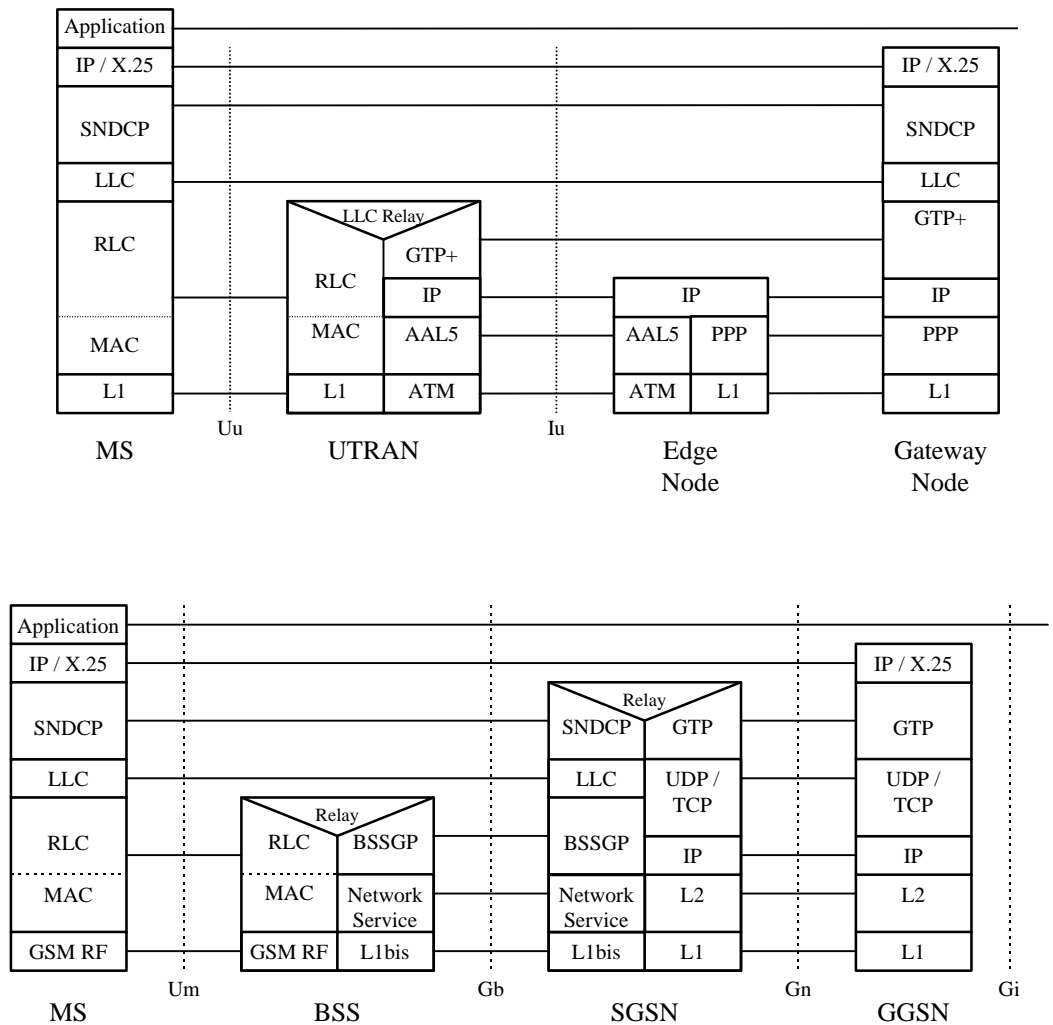 Application
IP / X.25
IP / X.25
SNDCP
SNDCP
LLC
LLC
LLC Relay
GTP+
RLC
GTP+
RLC
IP
IP
IP
MAC
MAC
AAL5
AAL5
PPP
PPP
L1
L1
ATM
ATM
L1
L1
Uu
Iu
MS
UTRAN
Edge
Node
Gateway
Node
Application
IP / X.25
IP / X.25
Relay
SNDCP
SNDCP
GTP
GTP
LLC
LLC
UDP /
TCP
UDP /
TCP
Relay
RLC
RLC
BSSGP
BSSGP
IP
IP
MAC
MAC
Network
Service
Network
Service
L2
L2
GSM RF
GSM RF
L1bis
L1bis
L1
L1
Um
Gb
Gn
Gi
MS
BSS
SGSN
GGSN